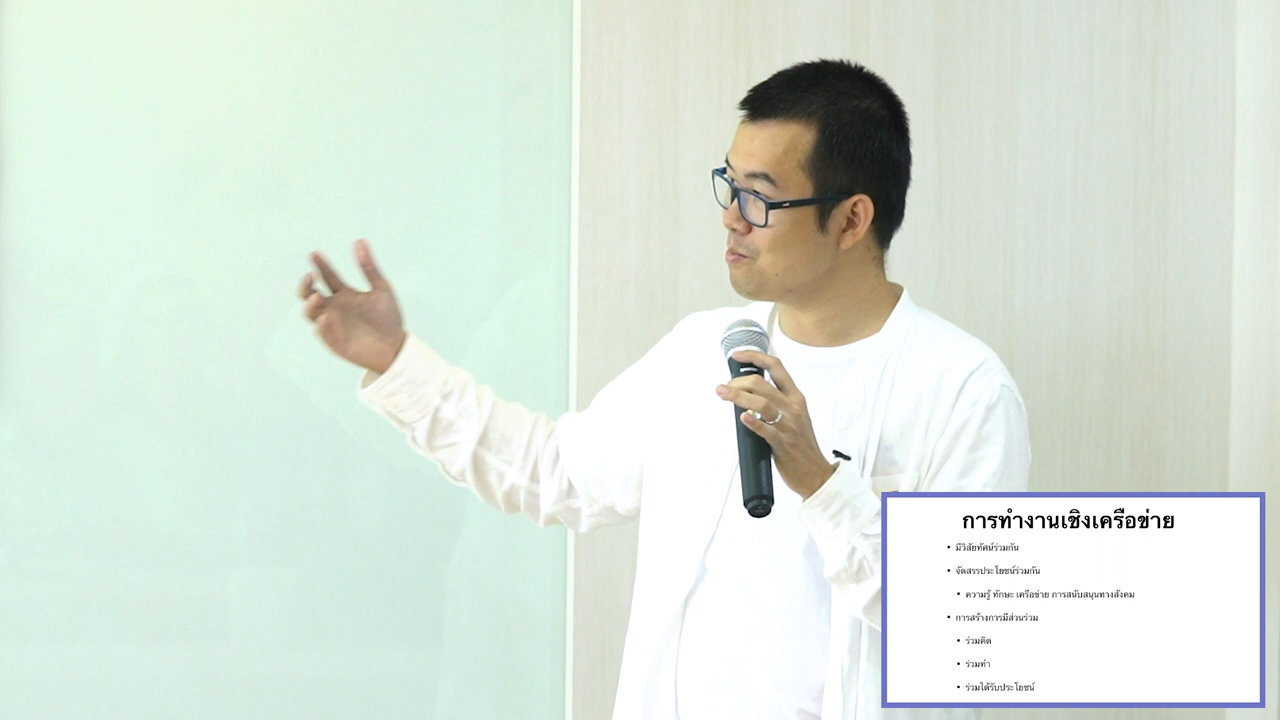 การทำงานเชิงเครือข่าย
• มีวิสัยทัศน์ร่วมกัน
• จัดสรรประโยชน์ร่วมกัน
• ความรู้ ทักษะ เครือข่าย การสนับสนุนทางสังคม
• การสร้างการมีส่วนร่วม
• ร่วมคิด
• ร่วมทำ
• ร่วมได้รับประโยชน์